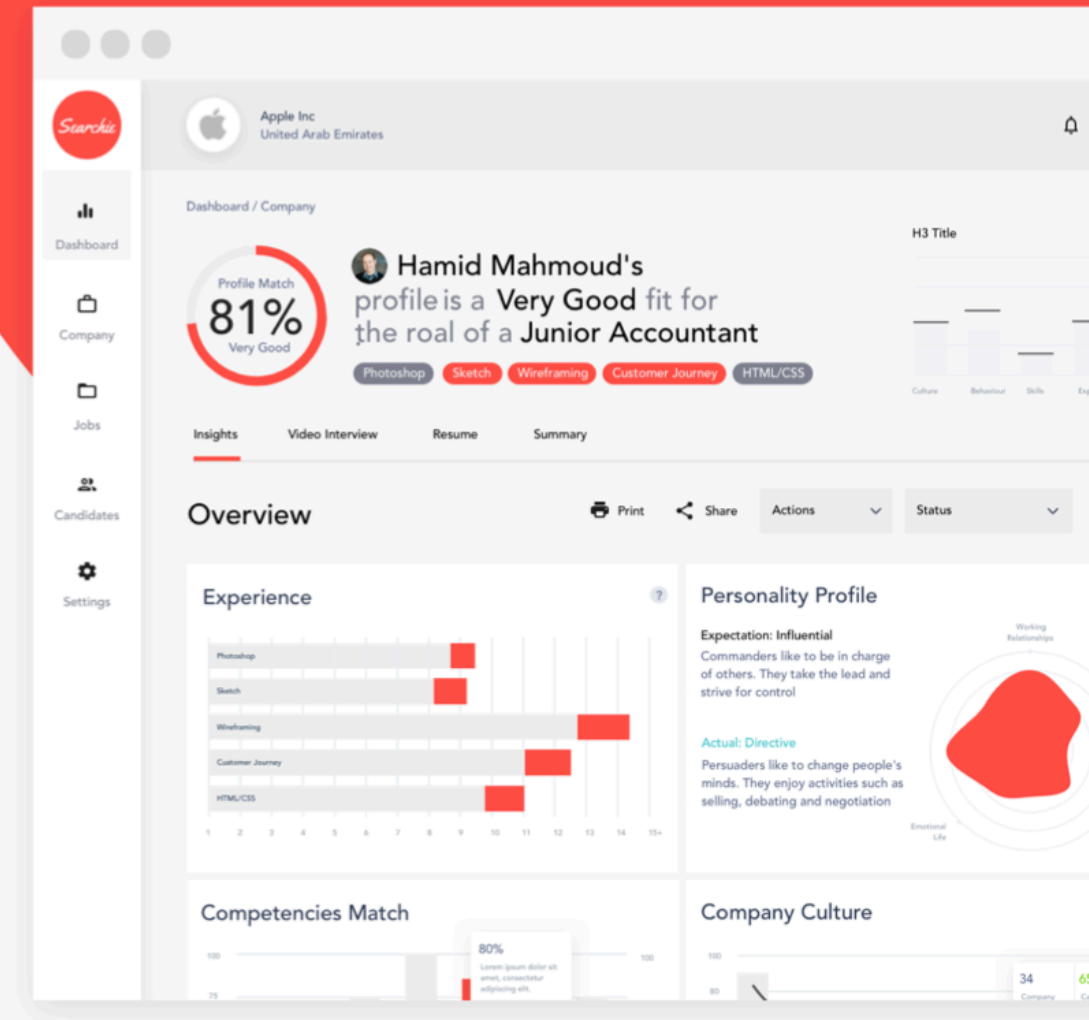 Searchie
Apple Inc
United Arab Emirates
Dashboard
Company
Jobs
Candidates
Settings
Dashboard / Company
Profile Match
81%
Very Good
Hamid Mahmoud's
profile is a Very Good fit for
the roal of a Junior Accountant
Photoshop Sketch Wireframing Customer Journey HTML/CSS
H3 Title
Culture Behaviour Skills
Insights Video Interview Resume Summary
Overview
Print Share Actions Status
Experience ?
Photoshop
Sketch
Wireframing
Customer Journey
HTML/CSS
1 2 3 4 5 6 7 8 9 10 11 12 13 14 15+
Personality Profile
Expectation: Influential
Commanders like to be in charge
of others. They take the lead and
strive for control
Actual: Directive
Persuaders like to change people's
minds. They enjoy activities such as
selling, debating and negotiation
Working
Relationships
Emotional
Life
Competencies Match
100
75
80%
Lorem ipsum dolor sit
amet, consectetur
adipiscing elit.
100
Company Culture
100
80
34
Company